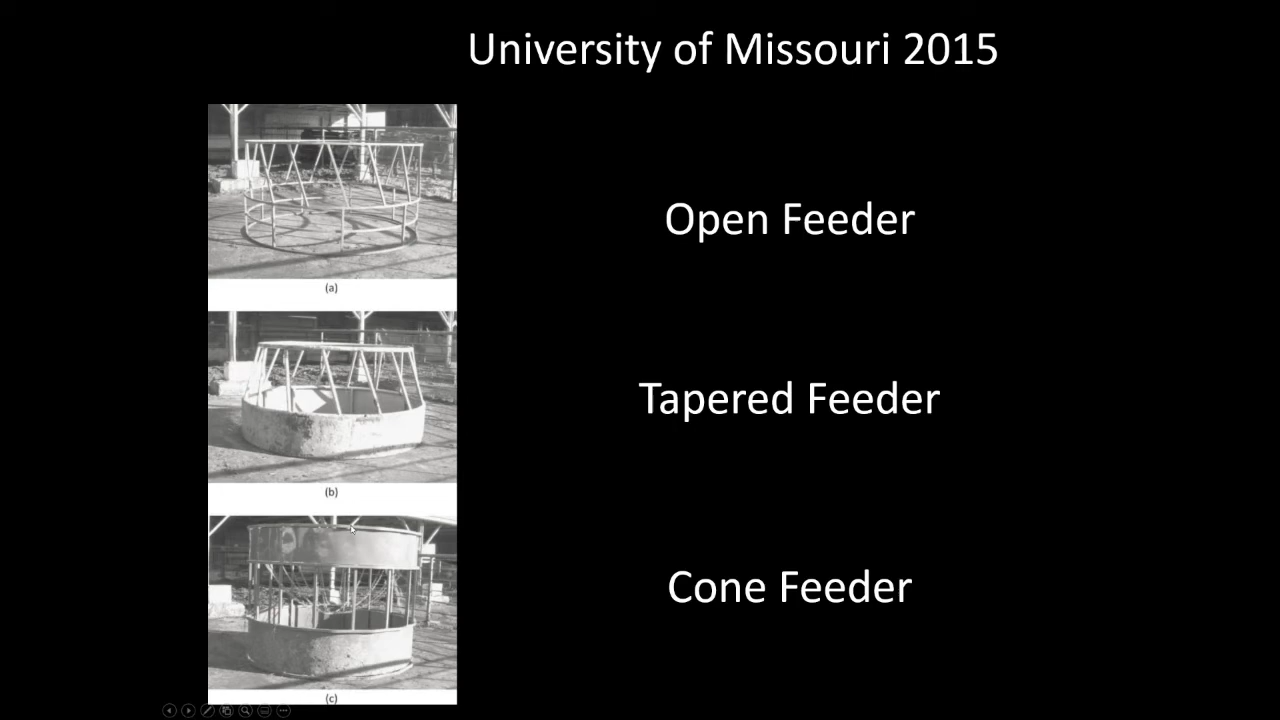 University of Missouri 2015
Open Feeder
(a)
Tapered Feeder
(b)
Cone Feeder
(c)